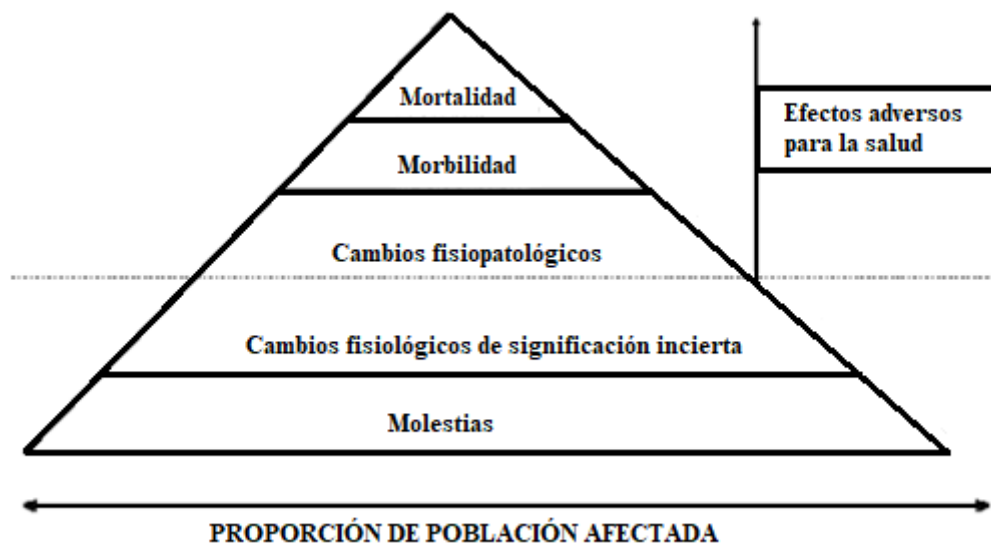 Mortalidad
Efectos adversos
para la salud
Morbilidad
Cambios fisiopatológicos
Cambios fisiológicos de significación incierta
Molestias
PROPORCIÓN DE POBLACIÓN AFECTADA